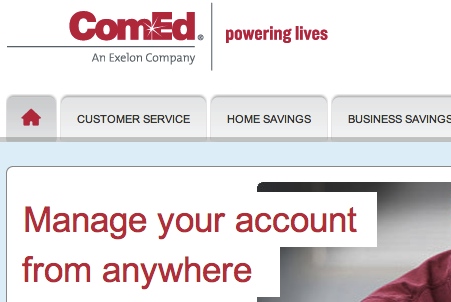 ComEd®
powering lives
An Exelon Company
CUSTOMER SERVICE
HOME SAVINGS
BUSINESS SAVINGS
Manage your account
from anywhere